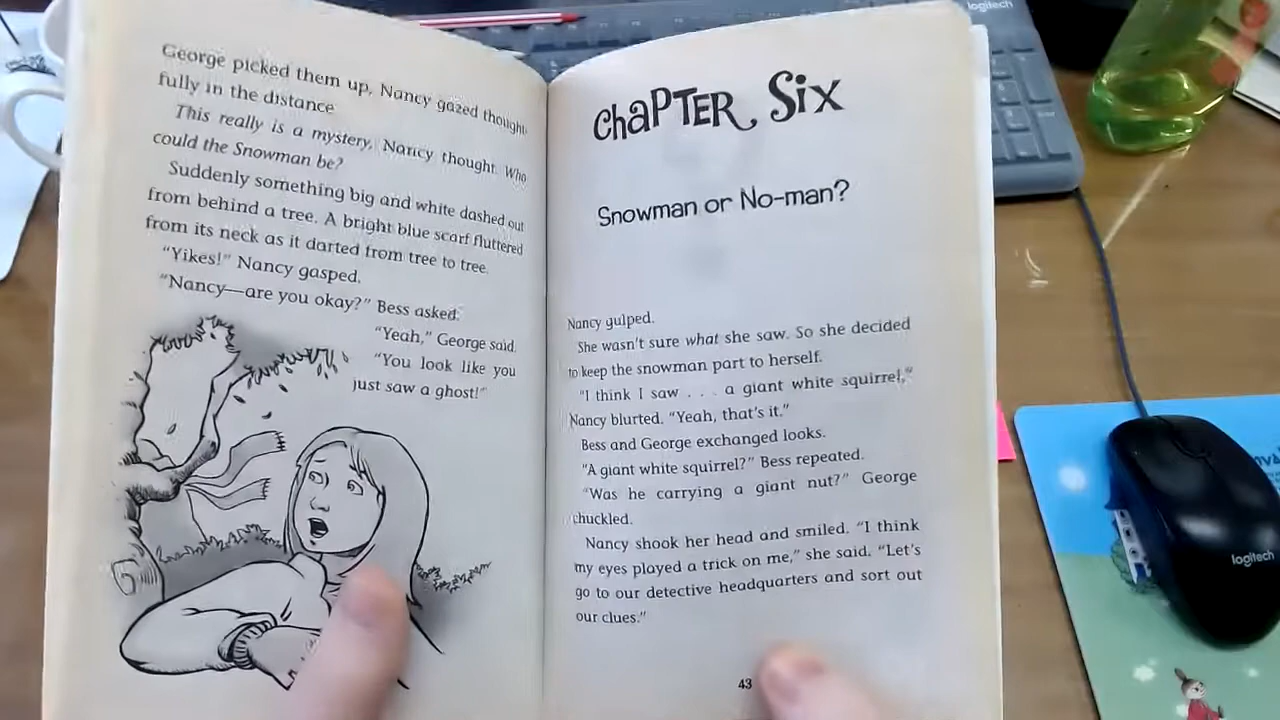 George picked them up, Nancy gazed thought-
fully in the distance
This really is a mystery, Nancy thought. Who
could the Snowman be?
Suddenly something big and white dashed out
from behind a tree. A bright blue scarf fluttered
from its neck as it darted from tree to tree.
“Yikes!” Nancy gasped.
“Nancy—are you okay?” Bess asked.
“Yeah,” George said.
“You look like you
just saw a ghost!”
ChAPTER Six
Snowman or No-man?
Nancy gulped.
She wasn't sure what she saw. So she decided
to keep the snowman part to herself.
“I think I saw . . . a giant white squirrel,”
Nancy blurted. “Yeah, that's it.”
Bess and George exchanged looks.
“A giant white squirrel?” Bess repeated.
“Was he carrying a giant nut?” George
chuckled.
Nancy shook her head and smiled. “I think
my eyes played a trick on me,” she said. “Let's
go to our detective headquarters and sort out
our clues.”
43
logitech
logitech